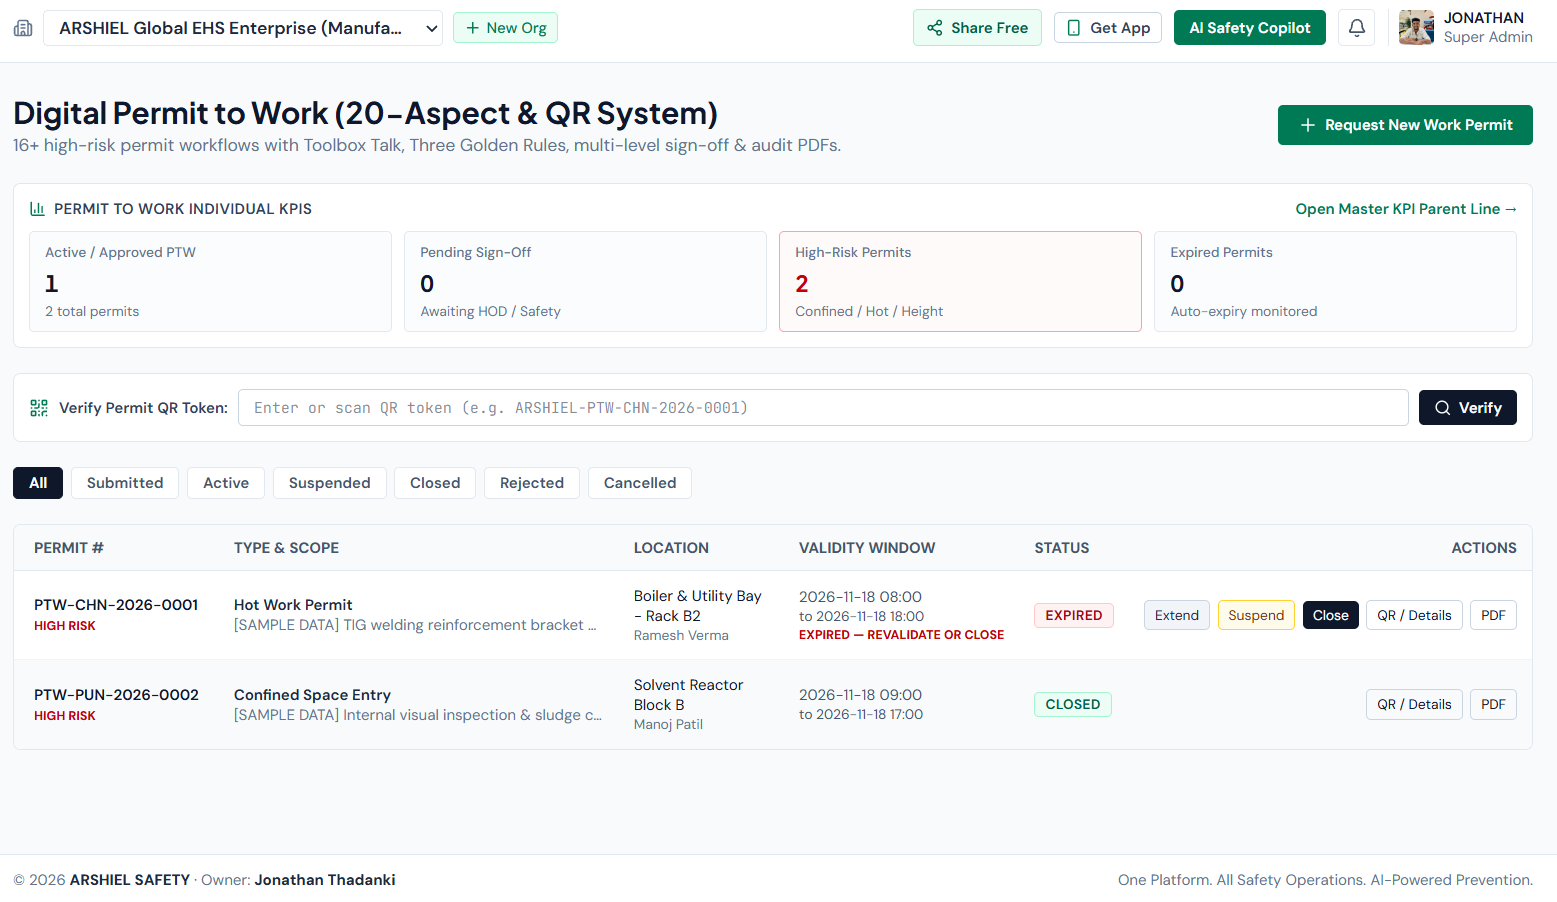 ARSHIEL Global EHS Enterprise (Manufa...
New Org
Share Free
Get App
AI Safety Copilot
JONATHAN
Super Admin
Digital Permit to Work (20-Aspect & QR System)
16+ high-risk permit workflows with Toolbox Talk, Three Golden Rules, multi-level sign-off & audit PDFs.
+ Request New Work Permit
PERMIT TO WORK INDIVIDUAL KPIS
Open Master KPI Parent Line →
Active / Approved PTW
1
2 total permits
Pending Sign-Off
0
Awaiting HOD / Safety
High-Risk Permits
2
Confined / Hot / Height
Expired Permits
0
Auto-expiry monitored
Verify Permit QR Token:
Enter or scan QR token (e.g. ARSHIEL-PTW-CHN-2026-0001)
Verify
All
Submitted
Active
Suspended
Closed
Rejected
Cancelled
PERMIT # TYPE & SCOPE LOCATION VALIDITY WINDOW STATUS ACTIONS
PTW-CHN-2026-0001
HIGH RISK
Hot Work Permit
[SAMPLE DATA] TIG welding reinforcement bracket ...
Boiler & Utility Bay
- Rack B2
Ramesh Verma
2026-11-18 08:00
to 2026-11-18 18:00
EXPIRED — REVALIDATE OR CLOSE
EXPIRED
Extend
Suspend
Close
QR / Details
PDF
PTW-PUN-2026-0002
HIGH RISK
Confined Space Entry
[SAMPLE DATA] Internal visual inspection & sludge c...
Solvent Reactor
Block B
Manoj Patil
2026-11-18 09:00
to 2026-11-18 17:00
CLOSED
QR / Details
PDF
© 2026 ARSHIEL SAFETY · Owner: Jonathan Thadanki
One Platform. All Safety Operations. AI-Powered Prevention.